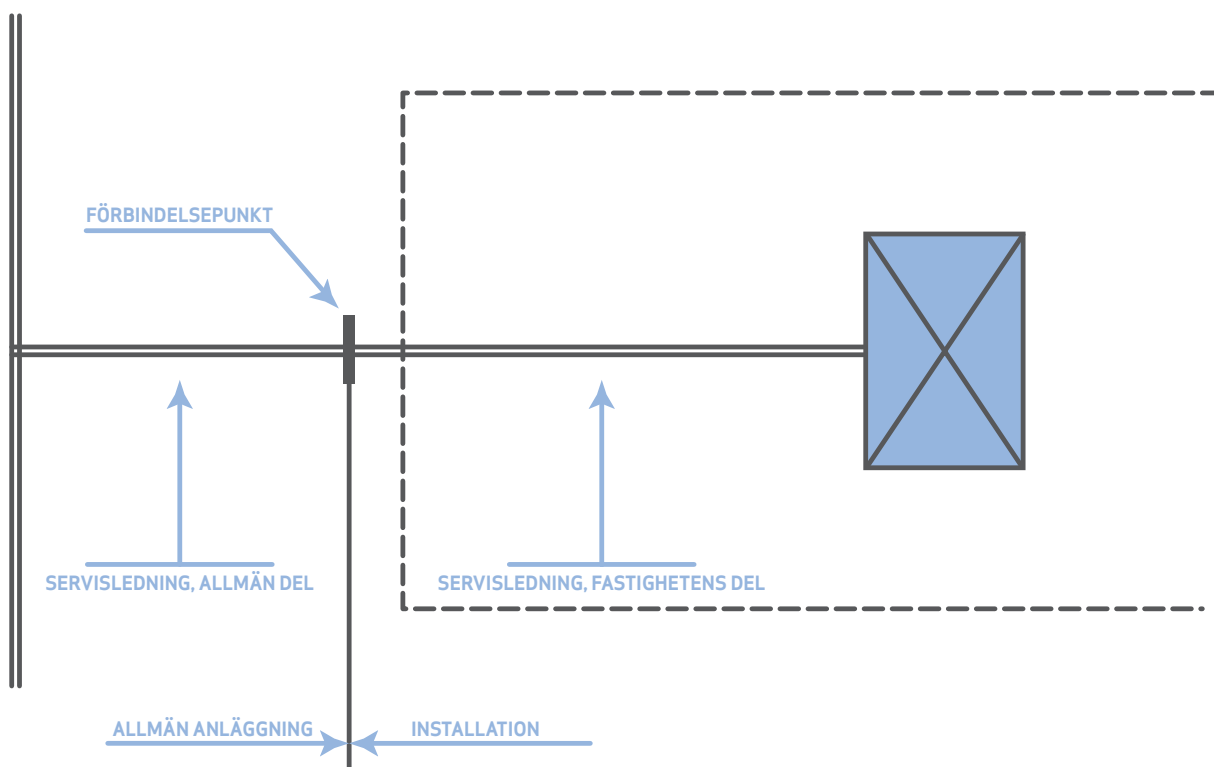 FÖRBINDELSEPUNKT
SERVISLEDNING, ALLMÄN DEL
SERVISLEDNING, FASTIGHETENS DEL
ALLMÄN ANLÄGGNING
INSTALLATION